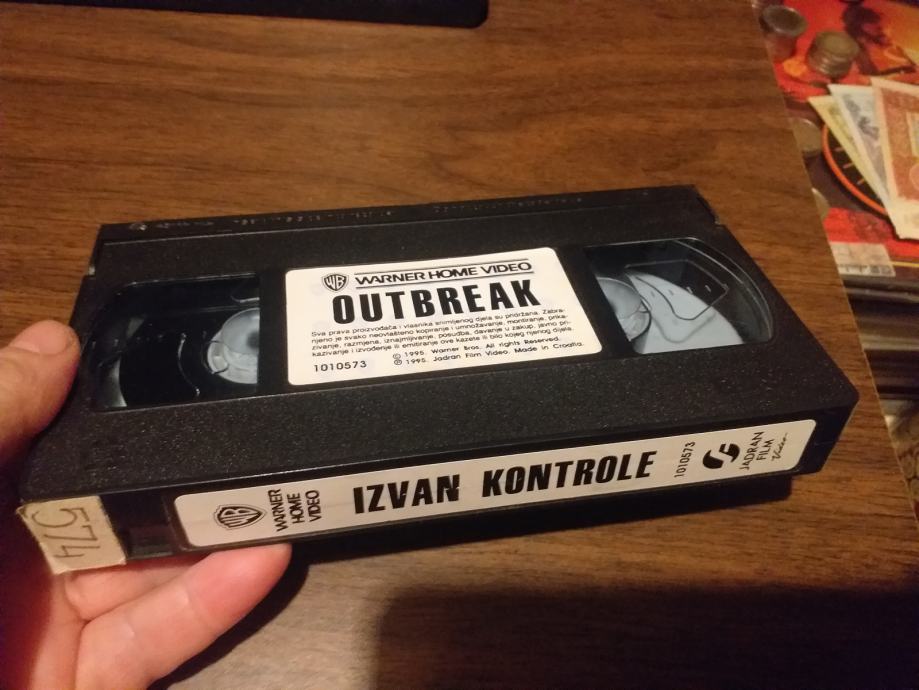 WB WARNER HOME VIDEO
OUTBREAK
Sva prava proizvođača i vlasnika snimljenog djela su pridržana. Zabra-
njeno je svako neovlašteno kopiranje i umnožavanje, montiranje, prika-
zivanje, razmjena, iznajmljivanje, posudba, davanje u zakup, javno pri-
kazivanje i izvođenje ili emitiranje ove kazete ili bilo kojeg njenog dijela.
© 1995. Warner Bros. All rights Reserved.
1010573 ℗ 1995. Jadran Film Video. Made in Croatia.
WB
WARNER
HOME
VIDEO
IZVAN KONTROLE
1010573
JADRAN
FILM
Video
574